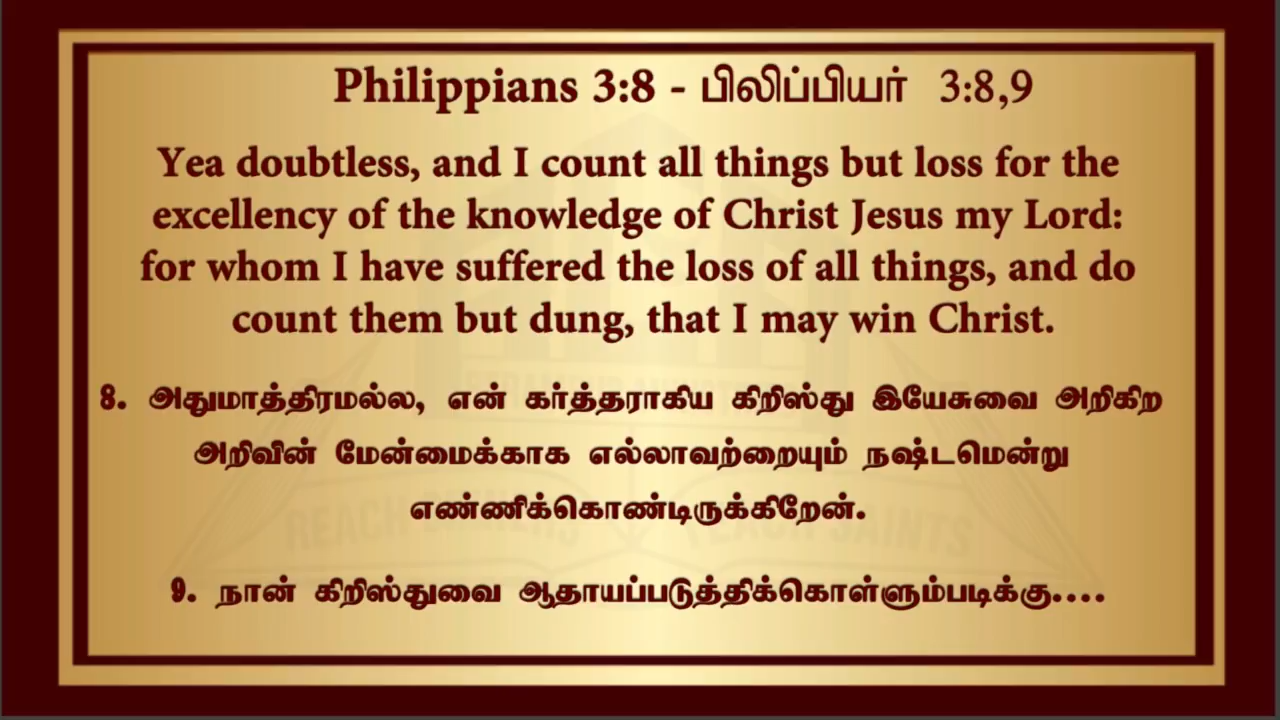 Philippians 3:8 - பிலிப்பியர் 3:8,9
Yea doubtless, and I count all things but loss for the
excellency of the knowledge of Christ Jesus my Lord:
for whom I have suffered the loss of all things, and do
count them but dung, that I may win Christ.
8. அதுமாத்திரமல்ல, என் கர்த்தராகிய கிறிஸ்து இயேசுவை அறிகிற
அறிவின் மேன்மைக்காக எல்லாவற்றையும் நஷ்டமென்று
எண்ணிக்கொண்டிருக்கிறேன்.
9. நான் கிறிஸ்துவை ஆதாயப்படுத்திக்கொள்ளும்படிக்கு....